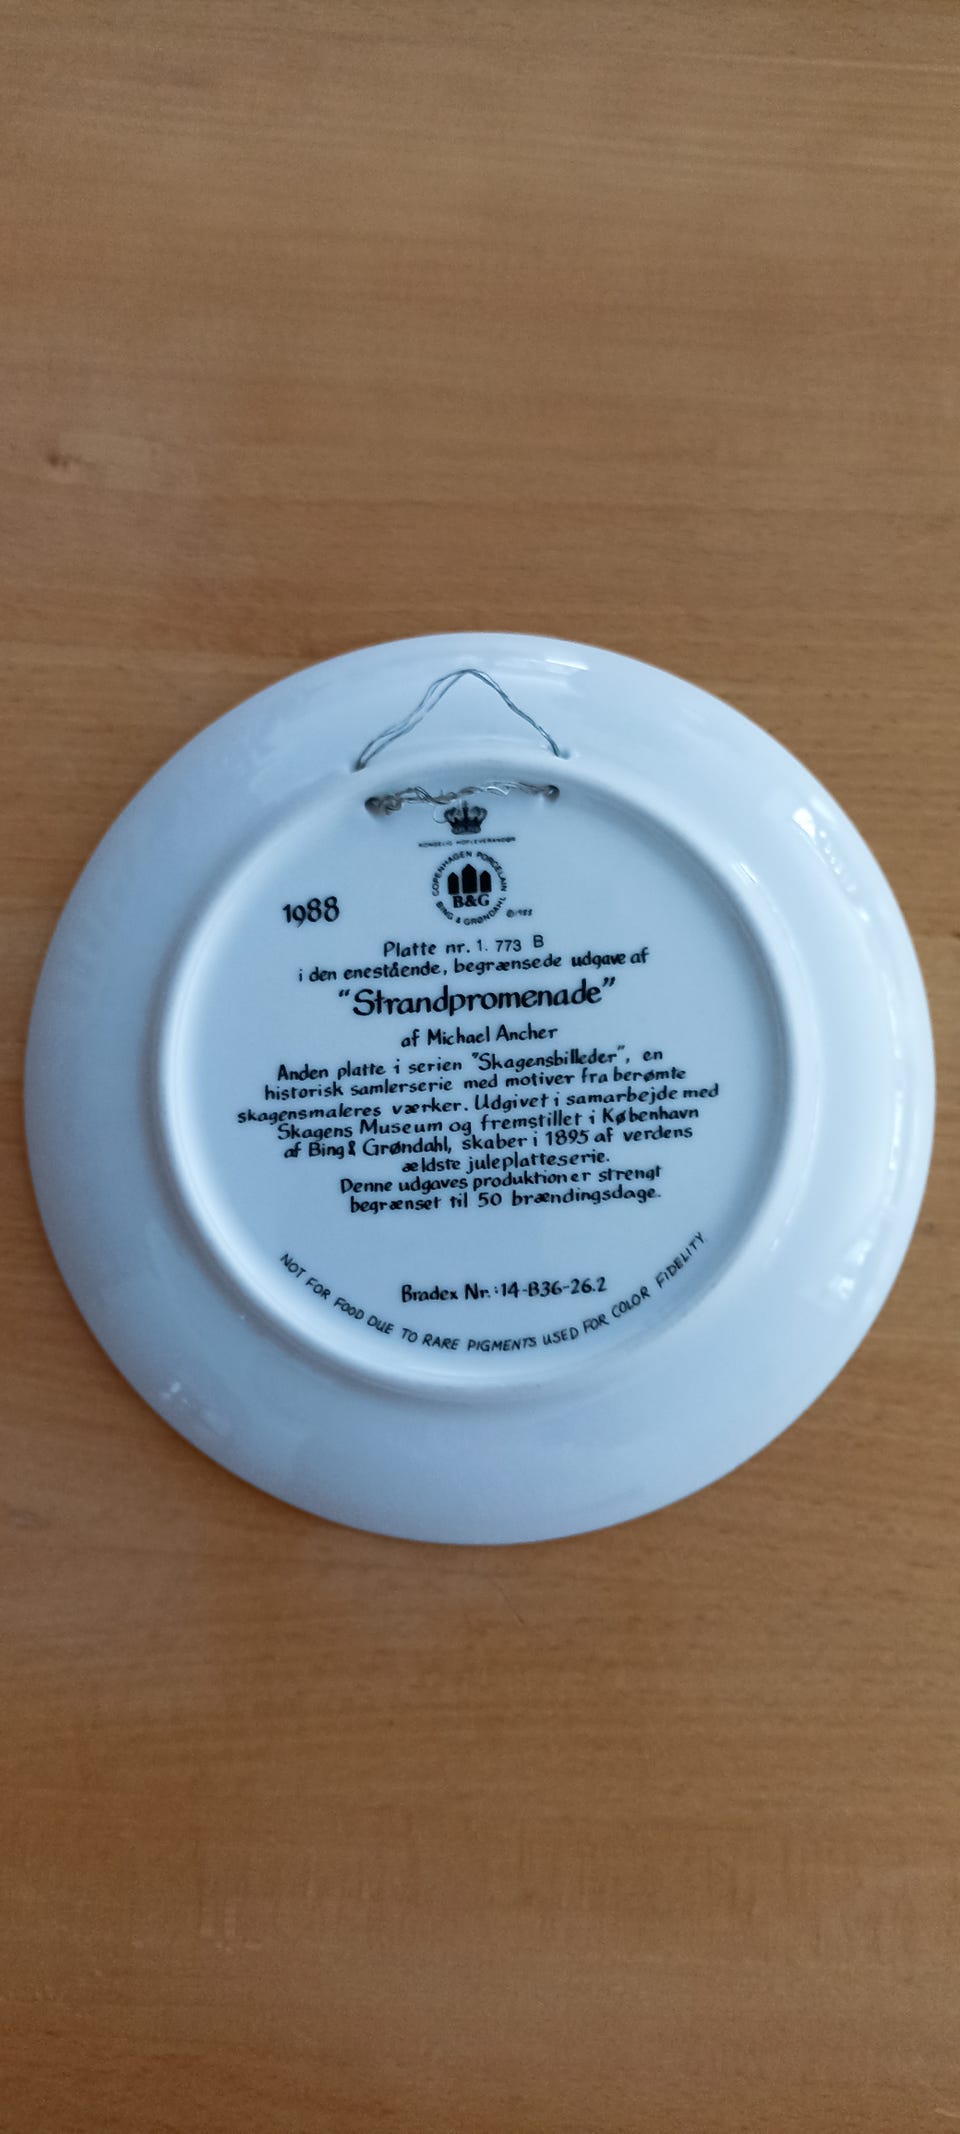 KONGELIG HOFLEVERANDØR
COPENHAGEN PORCELAIN
B&G
BING & GRØNDAHL
1988
Platte nr. 1. 773 B
i den enestående, begrænsede udgave af
"Strandpromenade"
af Michael Ancher
Anden platte i serien "Skagensbilleder", en
historisk samlerserie med motiver fra berømte
skagensmaleres værker. Udgivet i samarbejde med
Skagens Museum og fremstillet i København
af Bing & Grøndahl, skaber i 1895 af verdens
ældste juleplatteserie.
Denne udgaves produktion er strengt
begrænset til 50 brændingsdage.
Bradex Nr.: 14-B36-26.2
NOT FOR FOOD DUE TO RARE PIGMENTS USED FOR COLOR FIDELITY